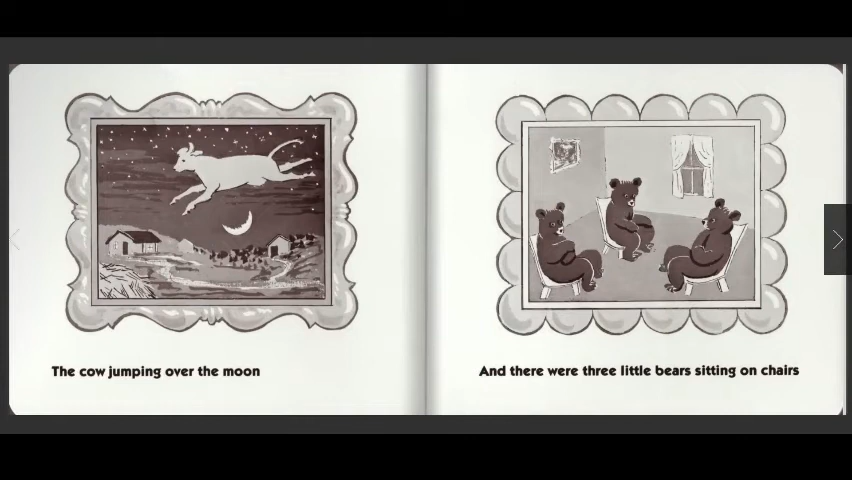 The cow jumping over the moon
And there were three little bears sitting on chairs